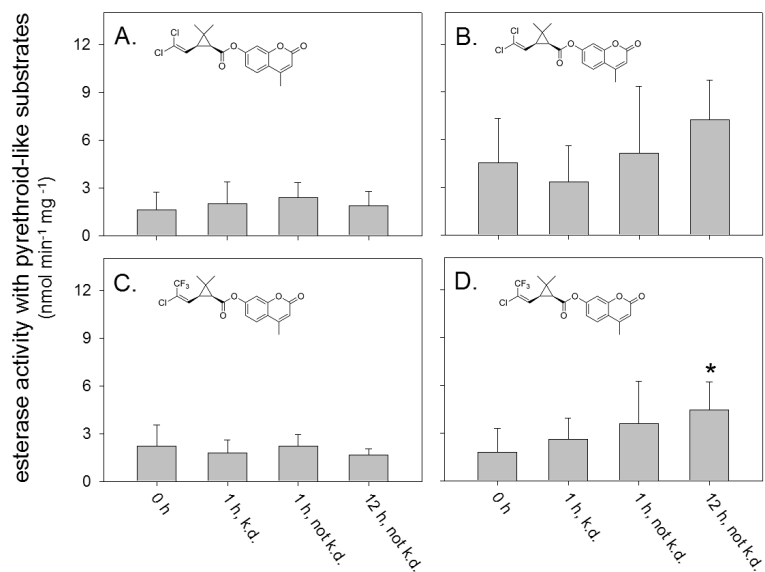 esterase activity with pyrethroid-like substrates
(nmol min-1 mg -1)
A.
Cl
Cl
O
O
O
O
12
9
6
3
0
B.
Cl
Cl
O
O
O
O
C.
CF3
Cl
O
O
O
O
12
9
6
3
0
D.
CF3
Cl
O
O
O
O
*
0 h
1 h, k.d.
1 h, not k.d.
12 h, not k.d.
0 h
1 h, k.d.
1 h, not k.d.
12 h, not k.d.